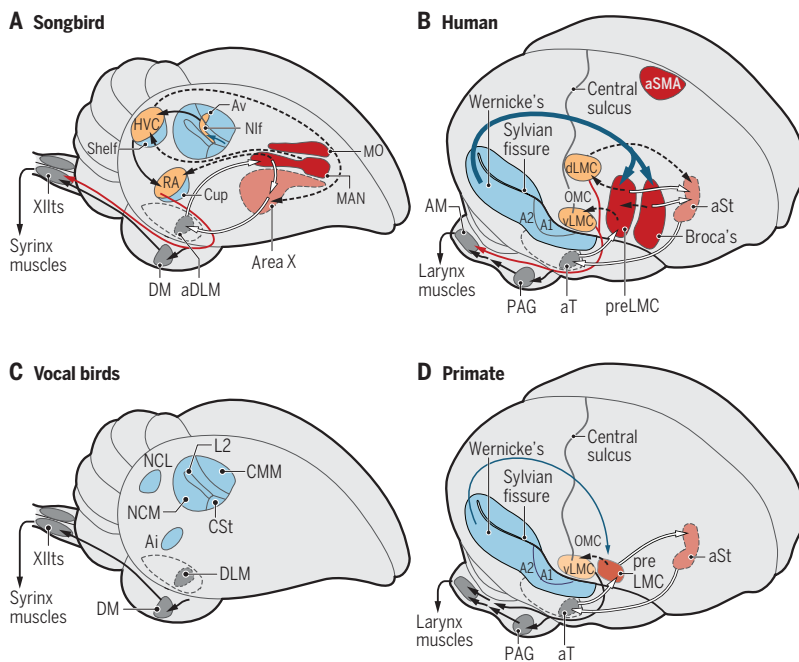 A Songbird
HVC
Av
NIf
Shelf
MO
RA
MAN
Cup
XIIts
Syrinx
muscles
Area X
DM
aDLM
B Human
aSMA
Central
sulcus
Wernicke's
Sylvian
fissure
dLMC
OMC
AM
A2
A1
vLMC
aSt
Broca's
Larynx
muscles
PAG
aT
preLMC
C Vocal birds
L2
NCL
CMM
NCM
CSt
Ai
XIIts
DLM
Syrinx
muscles
DM
D Primate
Central
sulcus
Wernicke's
Sylvian
fissure
OMC
A2
A1
vLMC
pre
LMC
aSt
Larynx
muscles
PAG
aT